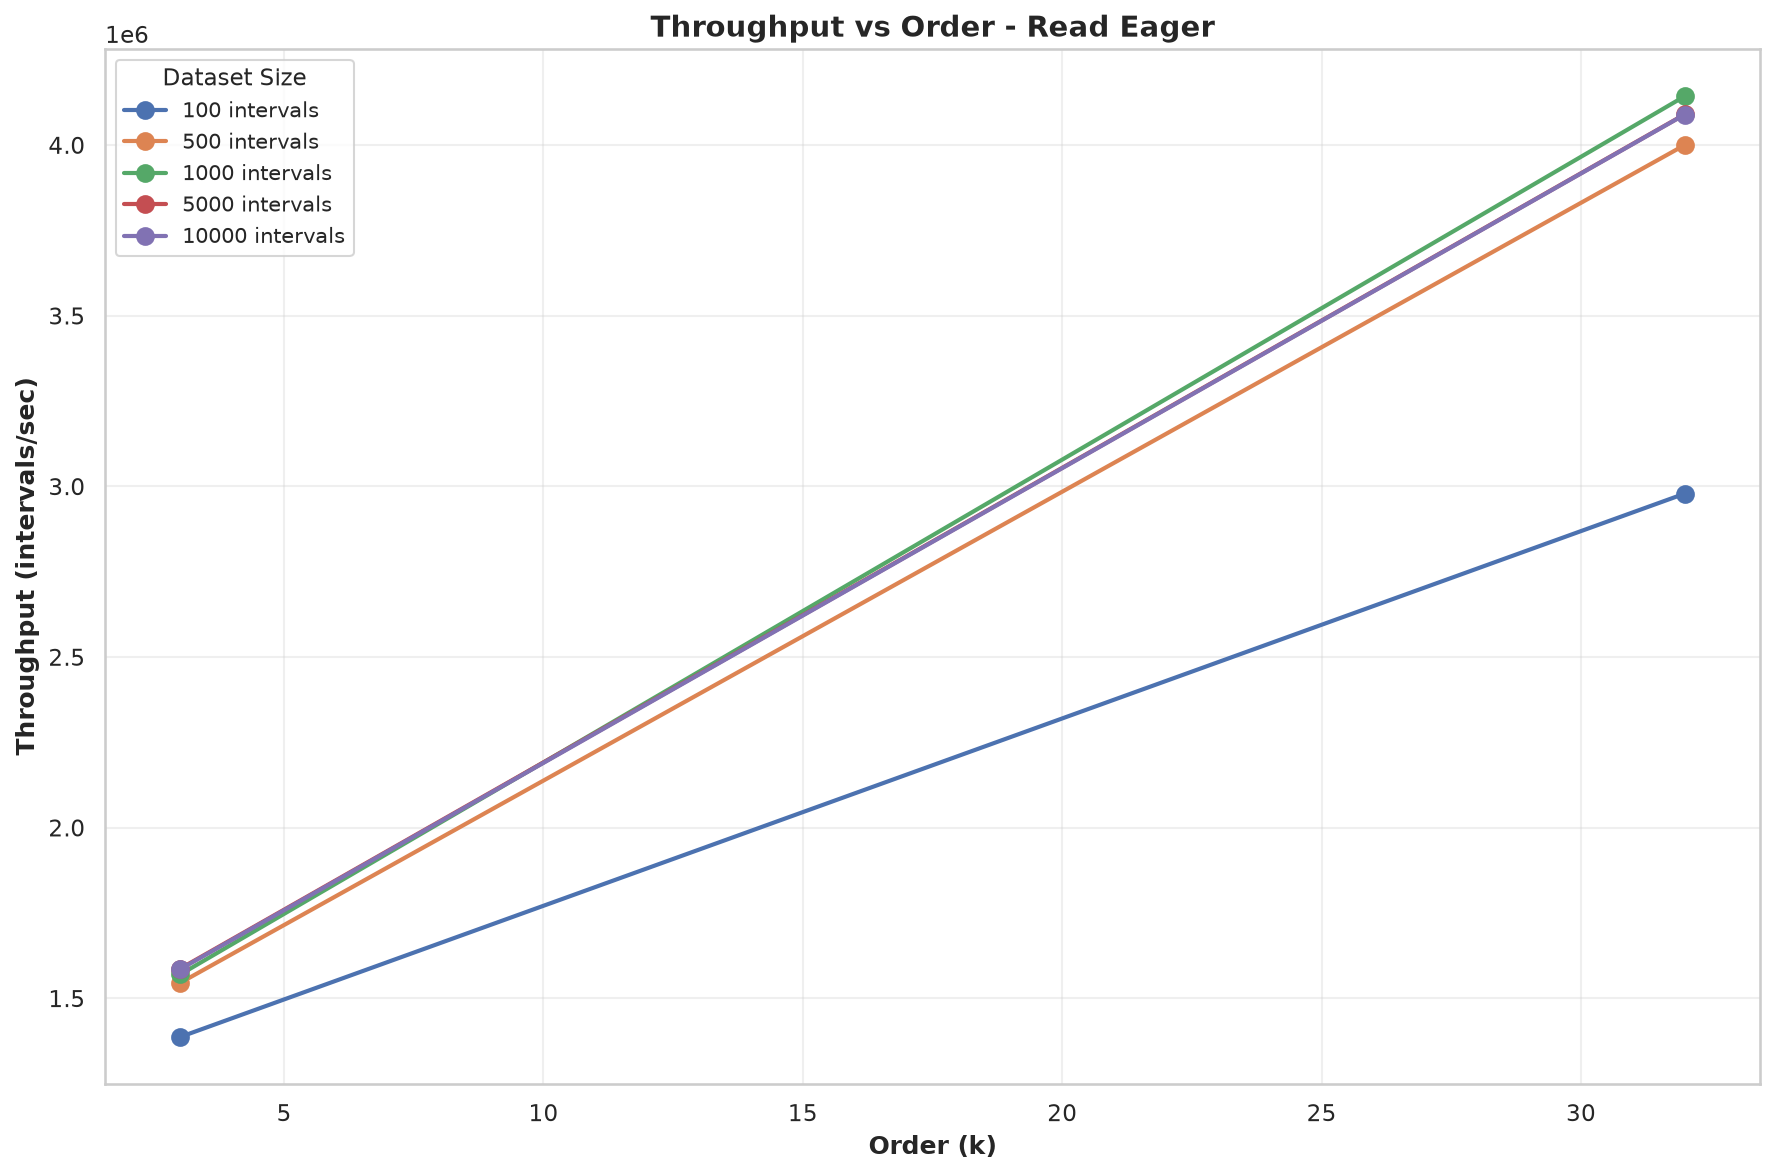 Throughput vs Order - Read Eager
1e6
Dataset Size
100 intervals
500 intervals
1000 intervals
5000 intervals
10000 intervals
4.0
3.5
3.0
2.5
2.0
1.5
Throughput (intervals/sec)
5 10 15 20 25 30
Order (k)